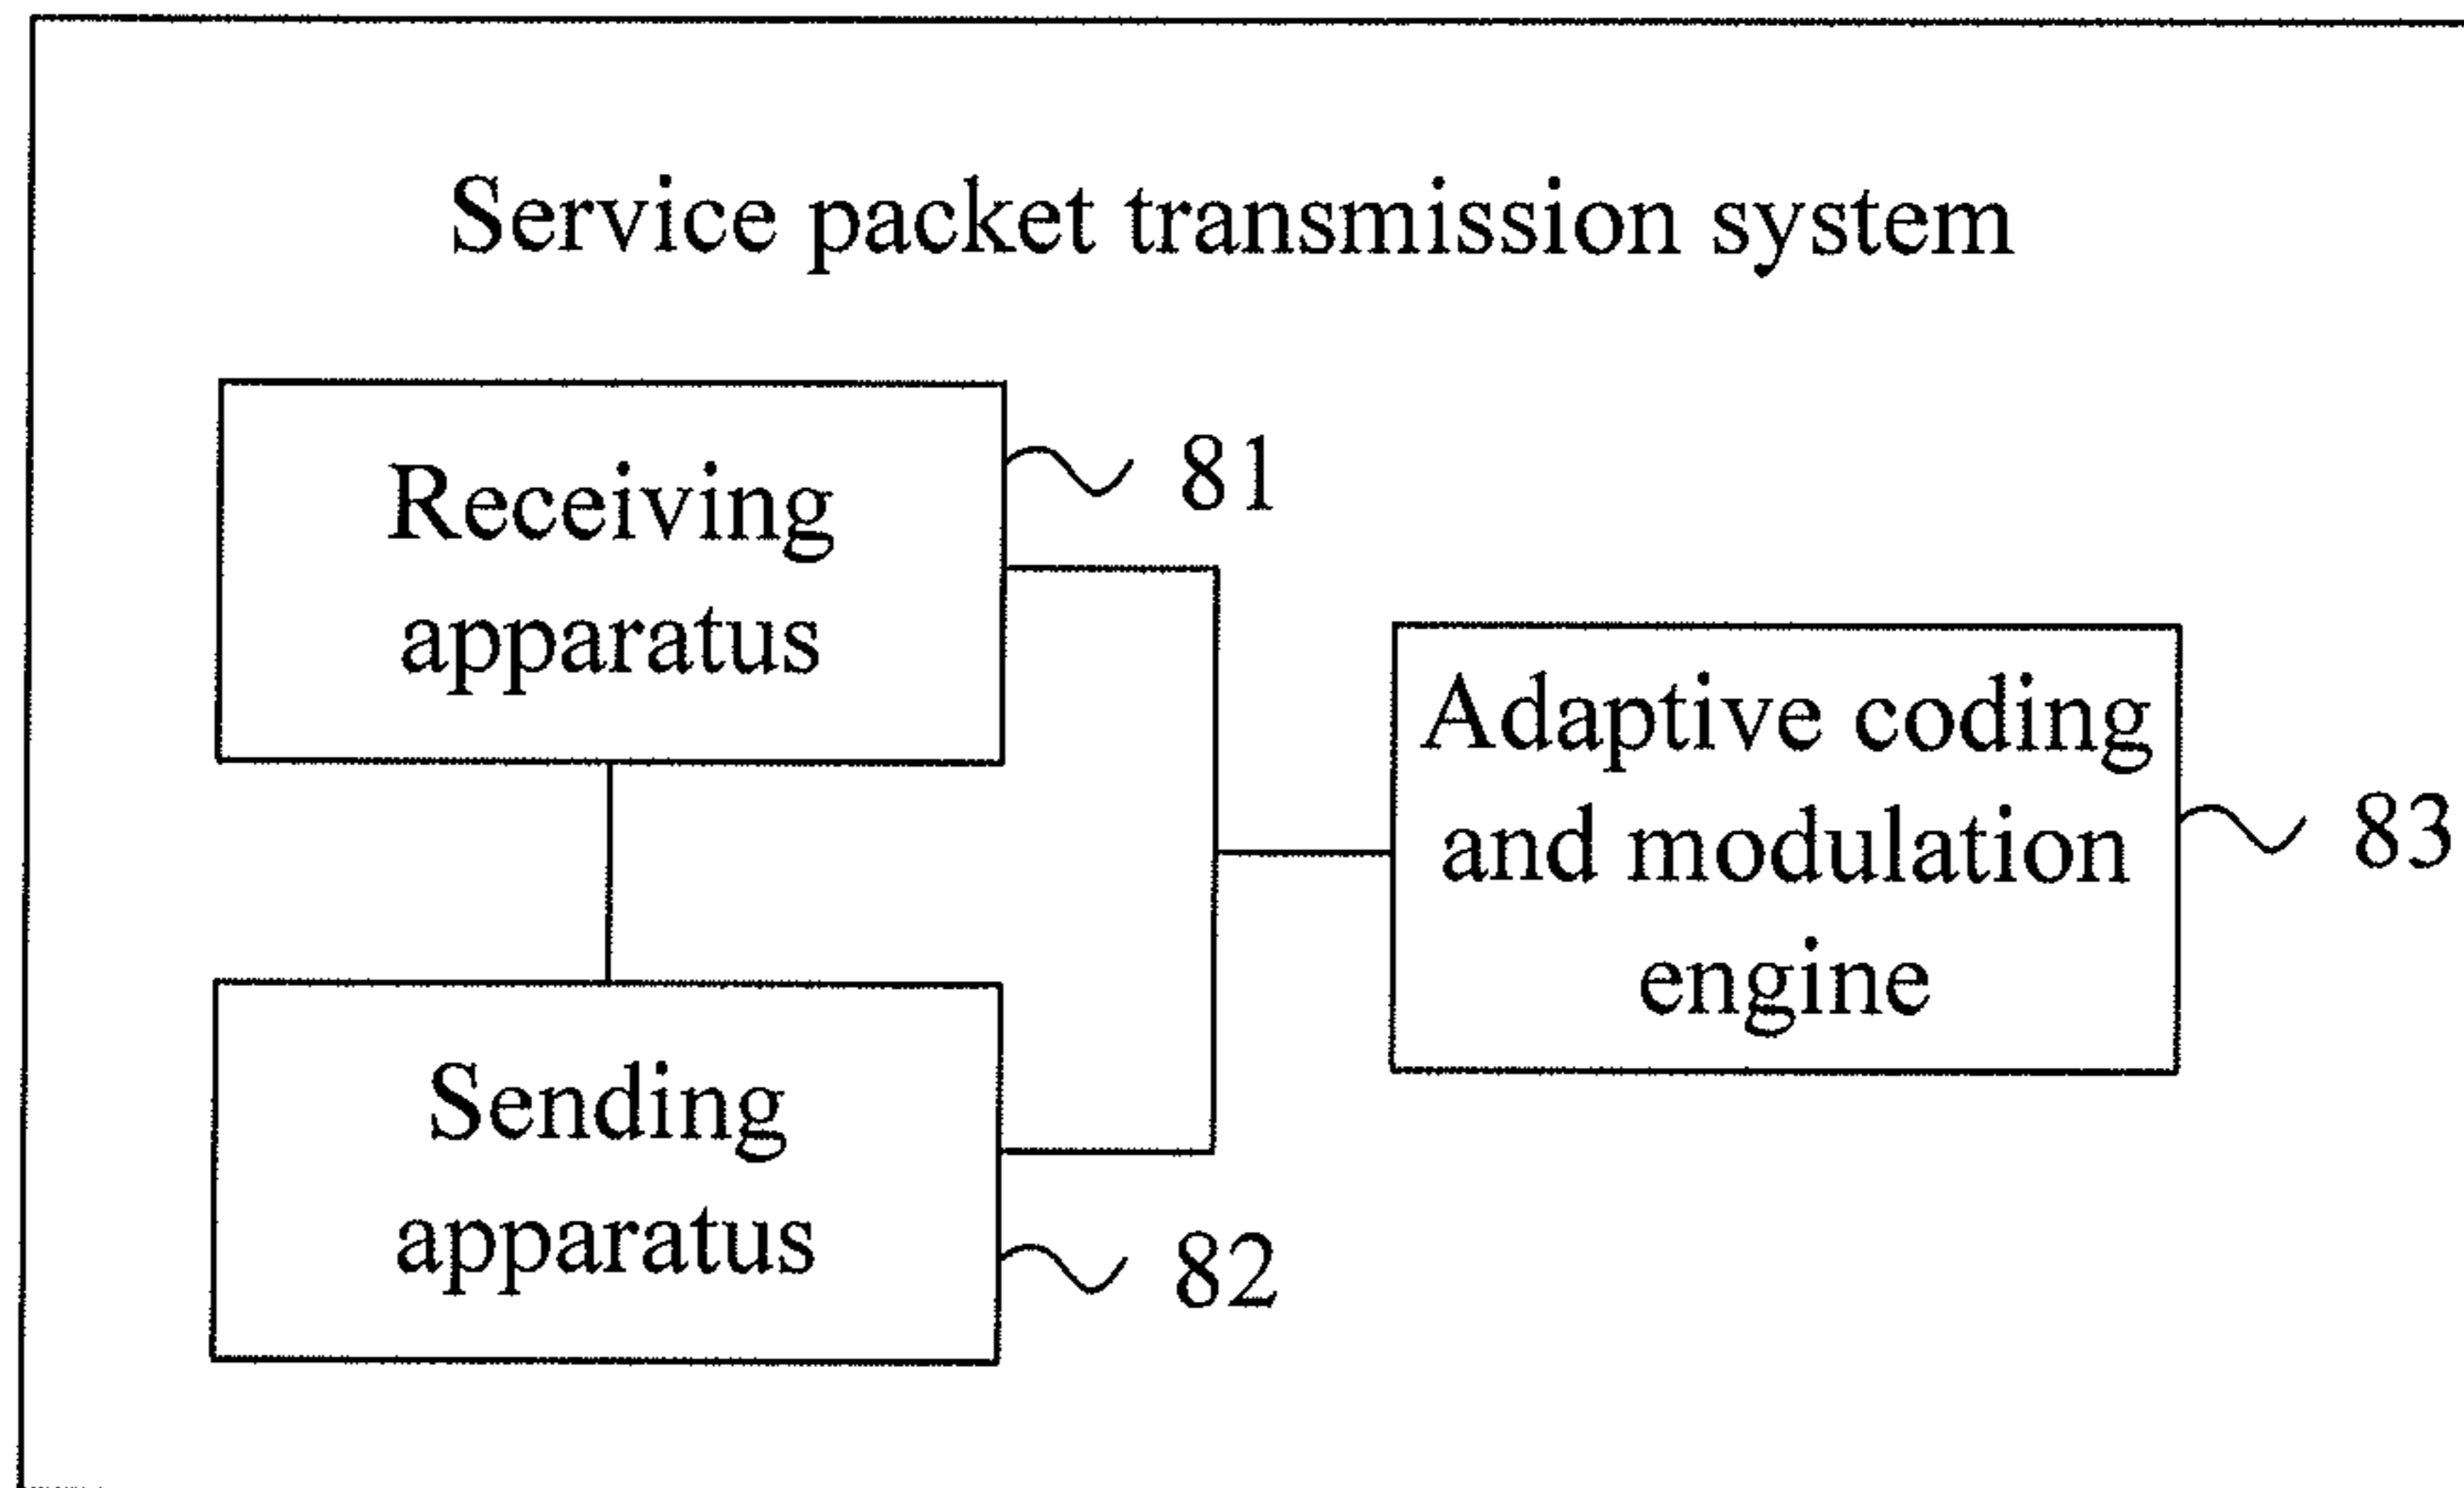 Service packet transmission system
Receiving
apparatus
81
Adaptive coding
and modulation
engine
83
Sending
apparatus
82